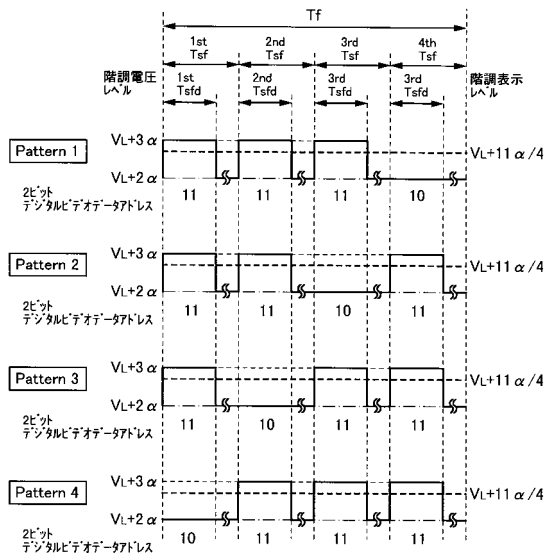 Tf
1st Tsf 2nd Tsf 3rd Tsf 4th Tsf
階調電圧レベル 1st Tsfd 2nd Tsfd 3rd Tsfd 3rd Tsfd 階調表示レベル
Pattern 1 VL+3α VL+11α/4
VL+2α
2ビット
デジタルビデオデータアドレス 11 11 11 10
Pattern 2 VL+3α VL+11α/4
VL+2α
2ビット
デジタルビデオデータアドレス 11 11 10 11
Pattern 3 VL+3α VL+11α/4
VL+2α
2ビット
デジタルビデオデータアドレス 11 10 11 11
Pattern 4 VL+3α VL+11α/4
VL+2α
2ビット
デジタルビデオデータアドレス 10 11 11 11